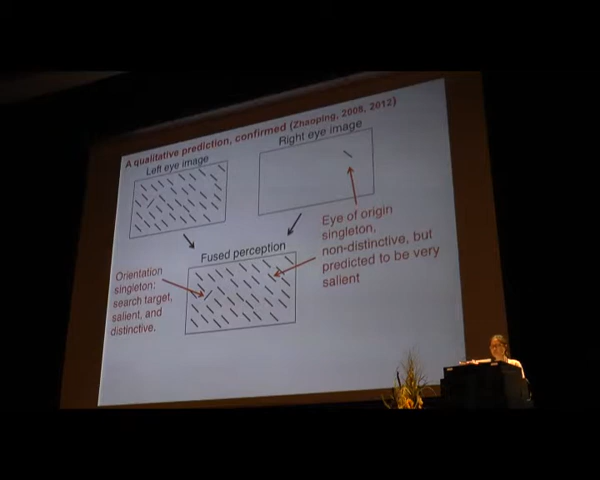 A qualitative prediction, confirmed (Zhaoping, 2008, 2012)
Left eye image
Right eye image
Fused perception
Orientation
singleton:
search target,
salient, and
distinctive.
Eye of origin
singleton,
non-distinctive, but
predicted to be very
salient